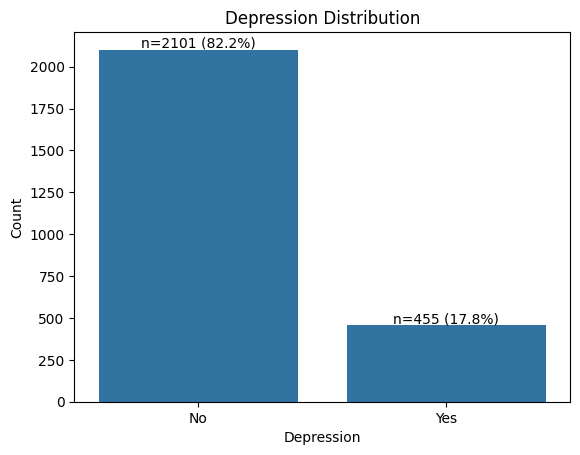 Depression Distribution
n=2101 (82.2%)
n=455 (17.8%)
2000
1750
1500
1250
1000
750
500
250
0
Count
No
Yes
Depression